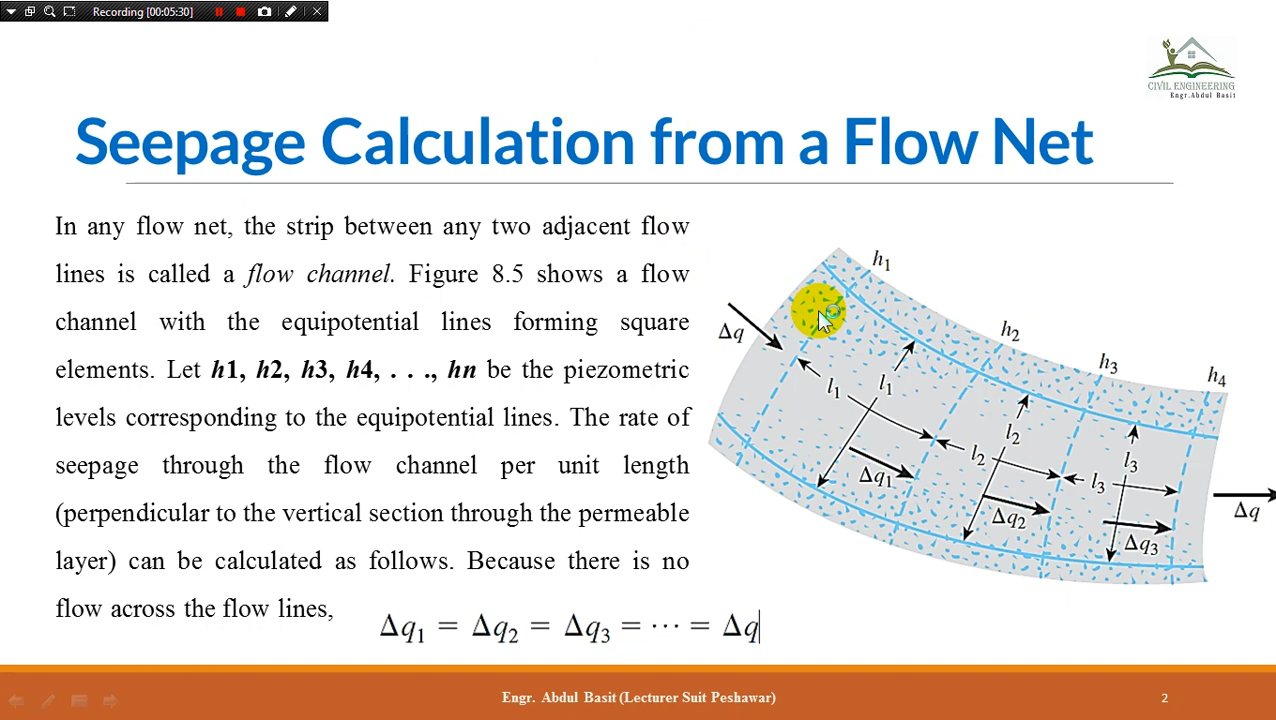 Recording [00:05:30]
CIVIL ENGINEERING
Engr.Abdul Basit
Seepage Calculation from a Flow Net
In any flow net, the strip between any two adjacent flow
lines is called a flow channel. Figure 8.5 shows a flow
channel with the equipotential lines forming square
elements. Let h1, h2, h3, h4, . . ., hn be the piezometric
levels corresponding to the equipotential lines. The rate of
seepage through the flow channel per unit length
(perpendicular to the vertical section through the permeable
layer) can be calculated as follows. Because there is no
flow across the flow lines,
Δq₁ = Δq₂ = Δq₃ = ⋯ = Δq
h₁
h₂
h₃
h₄
Δq
l₁
l₁
l₂
l₂
l₃
l₃
Δq₁
Δq₂
Δq₃
Δq
Engr. Abdul Basit (Lecturer Suit Peshawar)
2